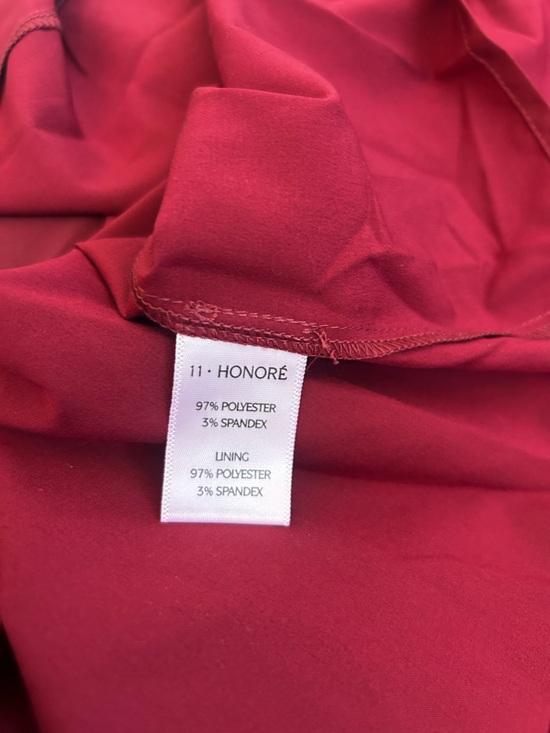 11 • HONORÉ
97% POLYESTER
3% SPANDEX
LINING
97% POLYESTER
3% SPANDEX